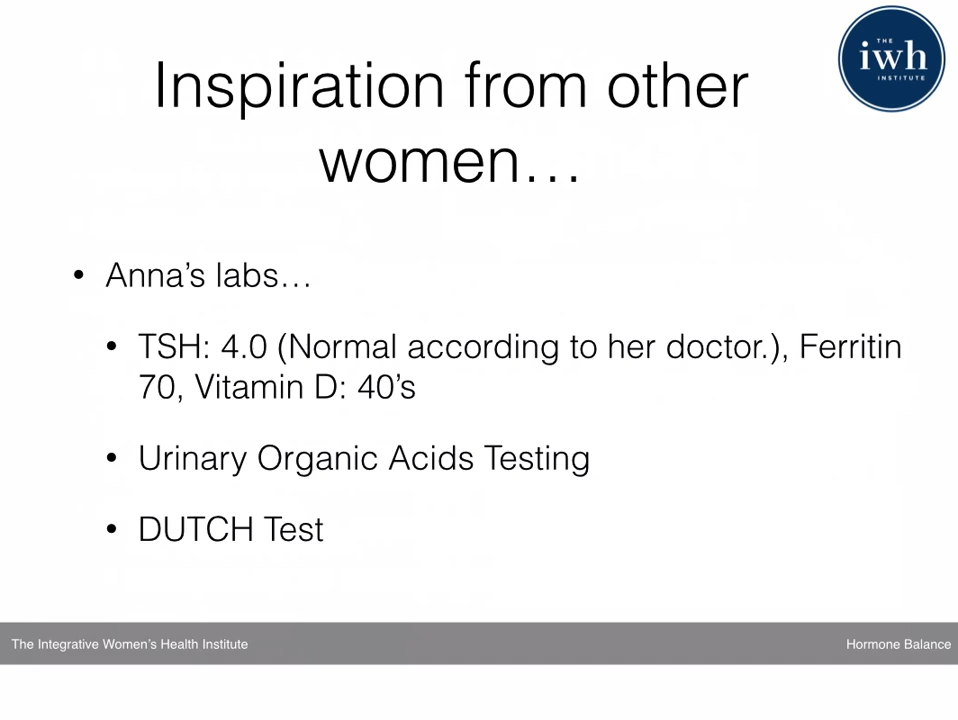 THE
iwh
INSTITUTE
Inspiration from other
women…
• Anna’s labs…
• TSH: 4.0 (Normal according to her doctor.), Ferritin
70, Vitamin D: 40’s
• Urinary Organic Acids Testing
• DUTCH Test
The Integrative Women’s Health Institute
Hormone Balance